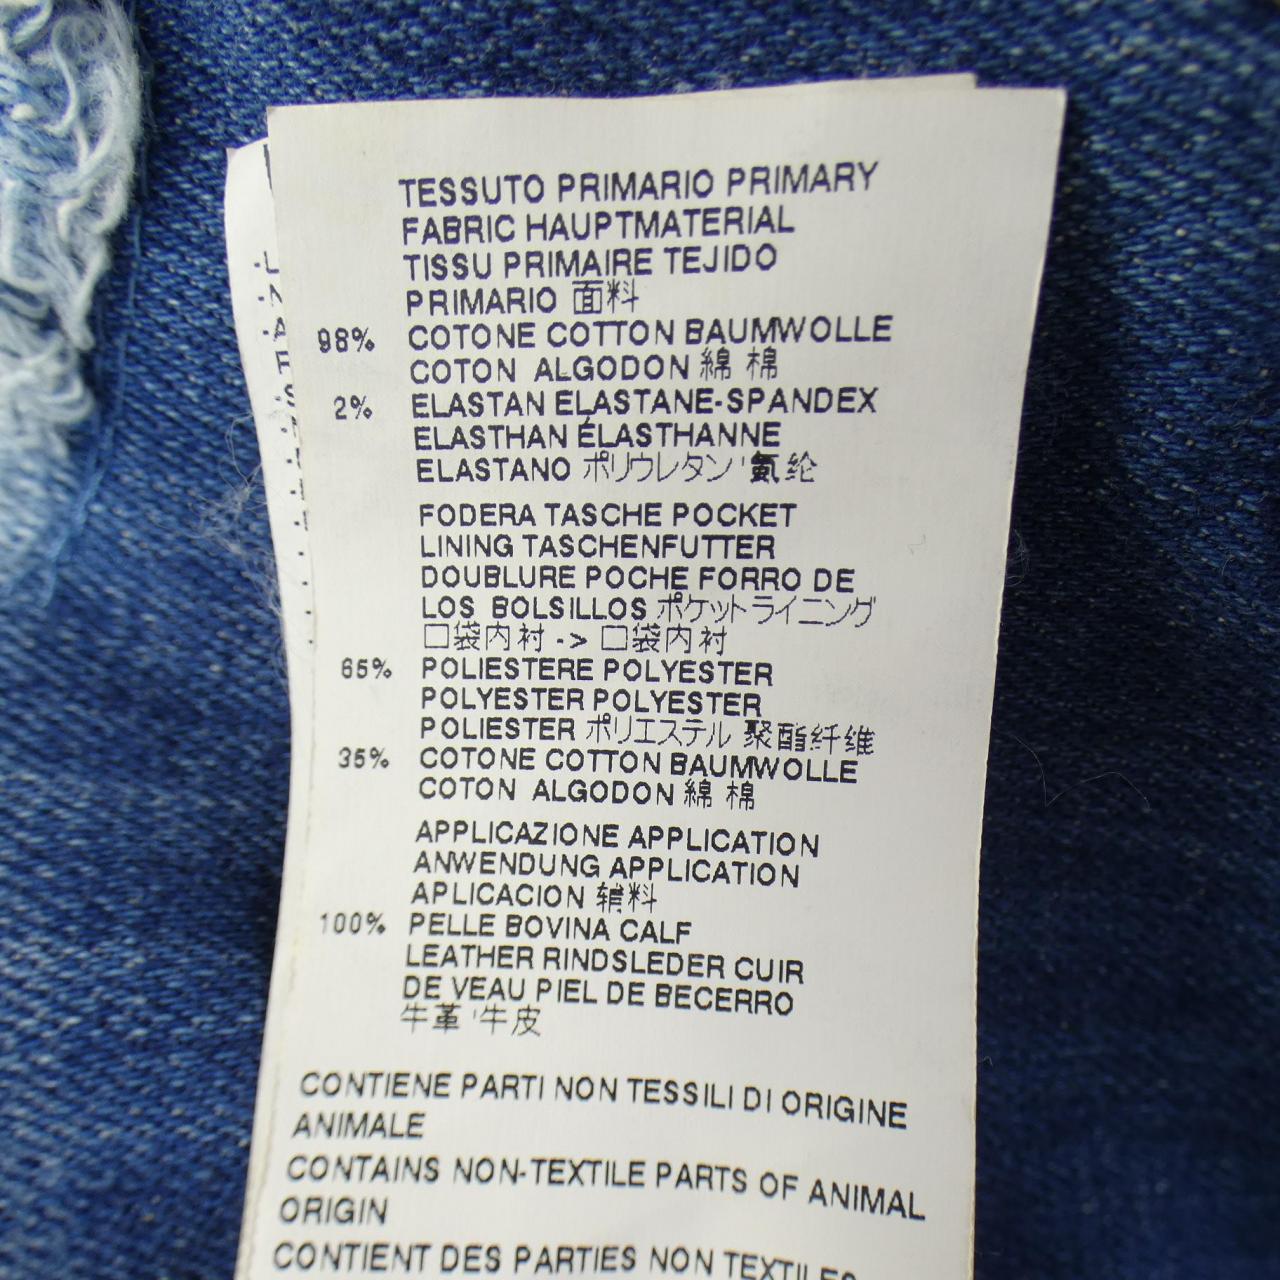 TESSUTO PRIMARIO PRIMARY
FABRIC HAUPTMATERIAL
TISSU PRIMAIRE TEJIDO
PRIMARIO 面料
98% COTONE COTTON BAUMWOLLE
COTON ALGODON 綿 棉
2% ELASTAN ELASTANE-SPANDEX
ELASTHAN ÉLASTHANNE
ELASTANO ポリウレタン' 氨纶
FODERA TASCHE POCKET
LINING TASCHENFUTTER
DOUBLURE POCHE FORRO DE
LOS BOLSILLOS ポケットライニング
口袋内衬 -> 口袋内衬
65% POLIESTERE POLYESTER
POLYESTER POLYESTER
POLIESTER ポリエステル 聚酯纤维
35% COTONE COTTON BAUMWOLLE
COTON ALGODON 綿 棉
APPLICAZIONE APPLICATION
ANWENDUNG APPLICATION
APLICACION 辅料
100% PELLE BOVINA CALF
LEATHER RINDSLEDER CUIR
DE VEAU PIEL DE BECERRO
牛革 '牛皮
CONTIENE PARTI NON TESSILI DI ORIGINE
ANIMALE
CONTAINS NON-TEXTILE PARTS OF ANIMAL
ORIGIN
CONTIENT DES PARTIES NON TEXTILES